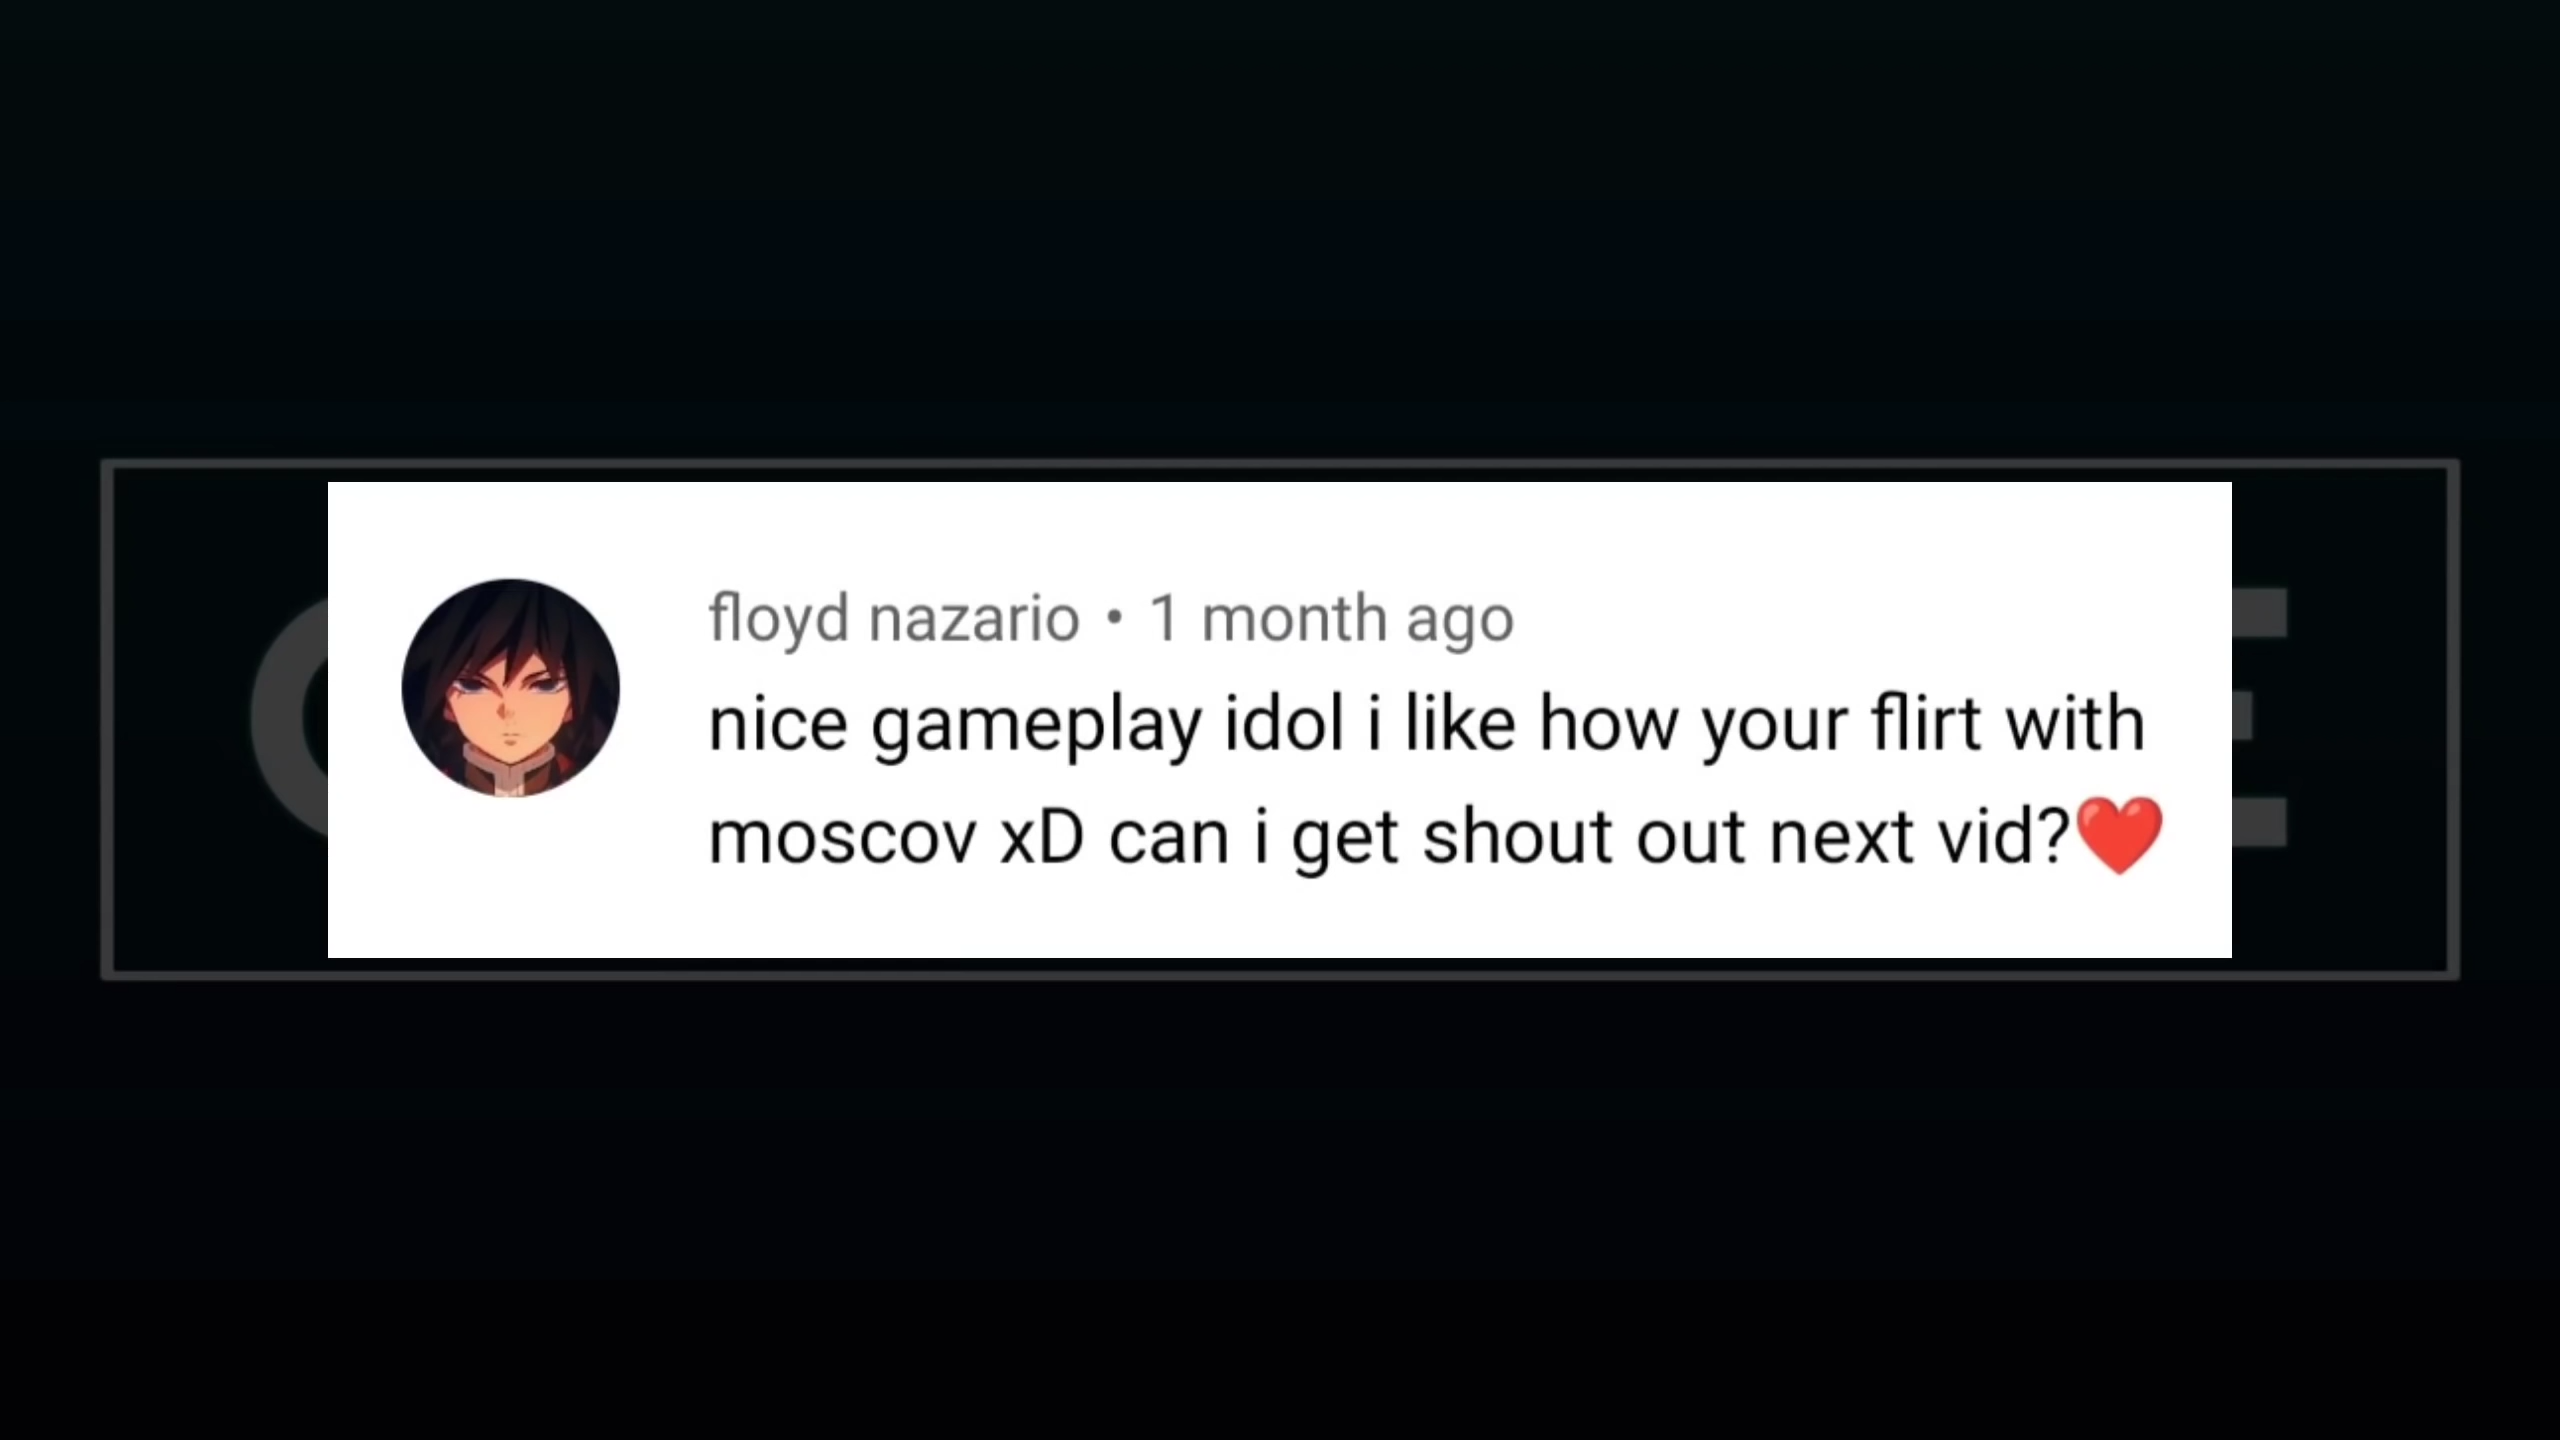 floyd nazario • 1 month ago
nice gameplay idol i like how your flirt with
moscov xD can i get shout out next vid?❤️